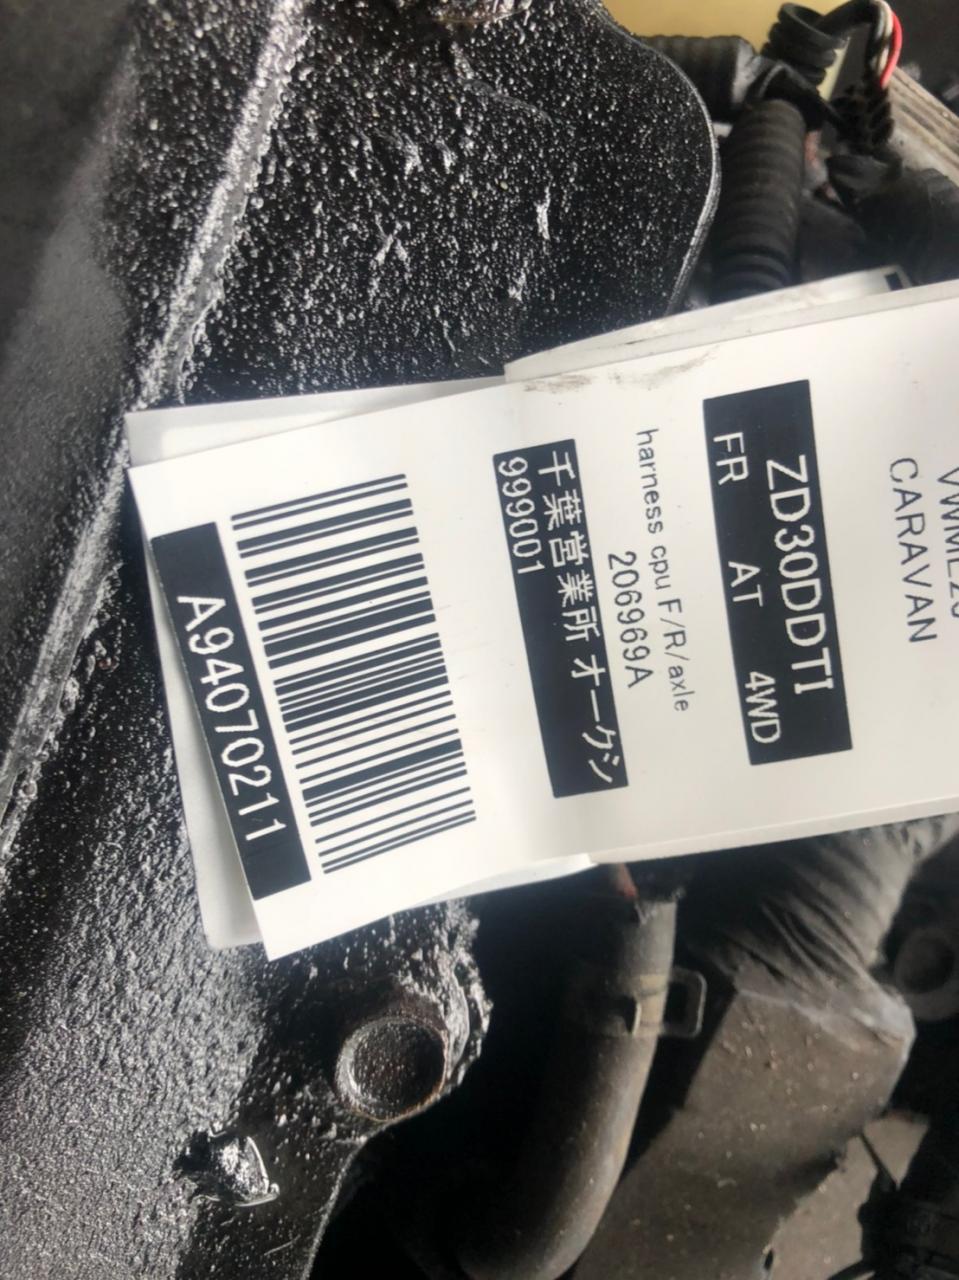 CARAVAN
ZD30DDTI
FR AT 4WD
harness cpu F/R/axle
206969A
千葉営業所 オークシ
999001
A94070211